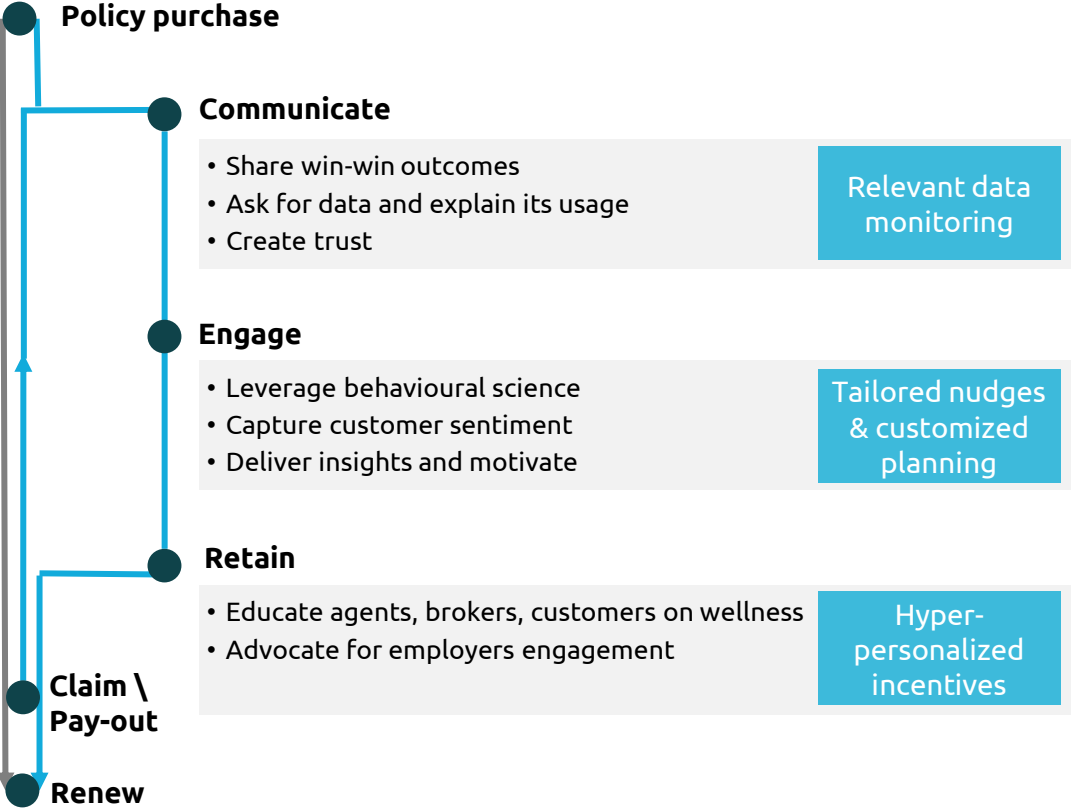 Policy purchase
Communicate
• Share win-win outcomes
• Ask for data and explain its usage
• Create trust
Relevant data
monitoring
Engage
• Leverage behavioural science
• Capture customer sentiment
• Deliver insights and motivate
Tailored nudges
& customized
planning
Retain
• Educate agents, brokers, customers on wellness
• Advocate for employers engagement
Hyper-
personalized
incentives
Claim \
Pay-out
Renew